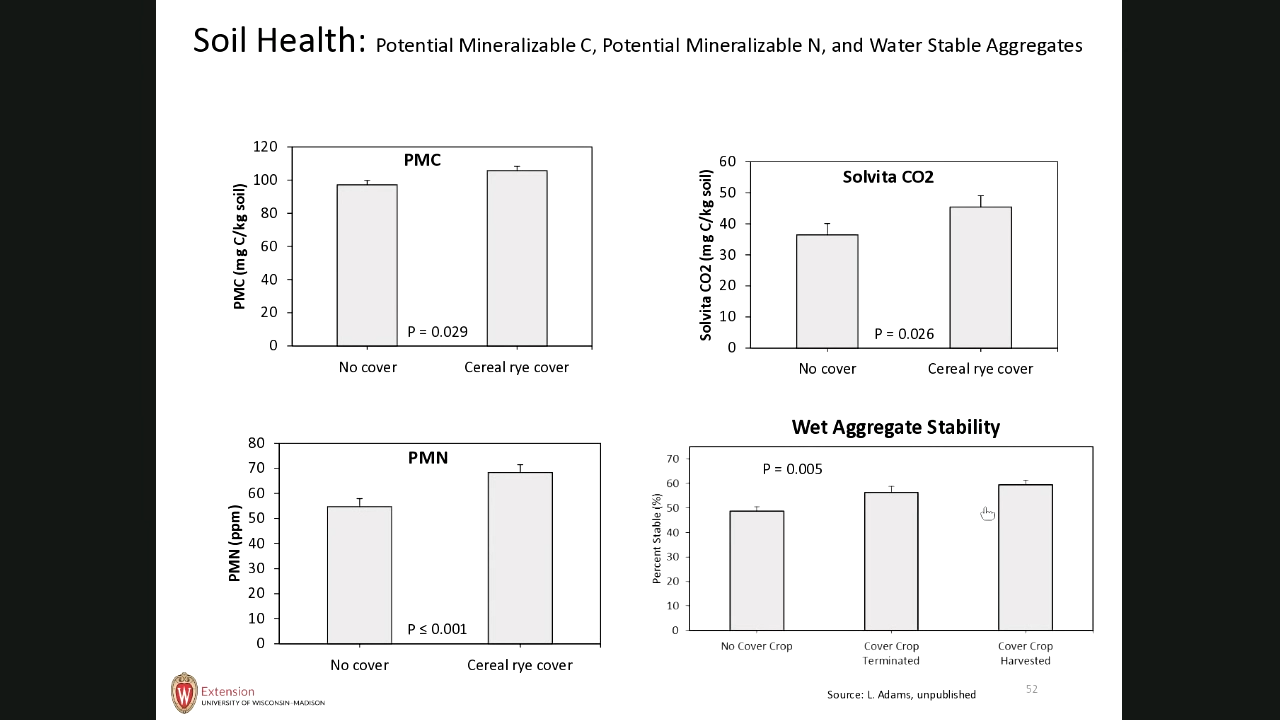 Soil Health: Potential Mineralizable C, Potential Mineralizable N, and Water Stable Aggregates
PMC
PMC (mg C/kg soil)
120
100
80
60
40
20
0
P = 0.029
No cover
Cereal rye cover
Solvita CO2
Solvita CO2 (mg C/kg soil)
60
50
40
30
20
10
0
P = 0.026
No cover
Cereal rye cover
PMN
PMN (ppm)
80
70
60
50
40
30
20
10
0
P ≤ 0.001
No cover
Cereal rye cover
Wet Aggregate Stability
Percent Stable (%)
70
60
50
40
30
20
10
0
P = 0.005
No Cover Crop
Cover Crop
Terminated
Cover Crop
Harvested
W
Extension
UNIVERSITY OF WISCONSIN–MADISON
Source: L. Adams, unpublished
52